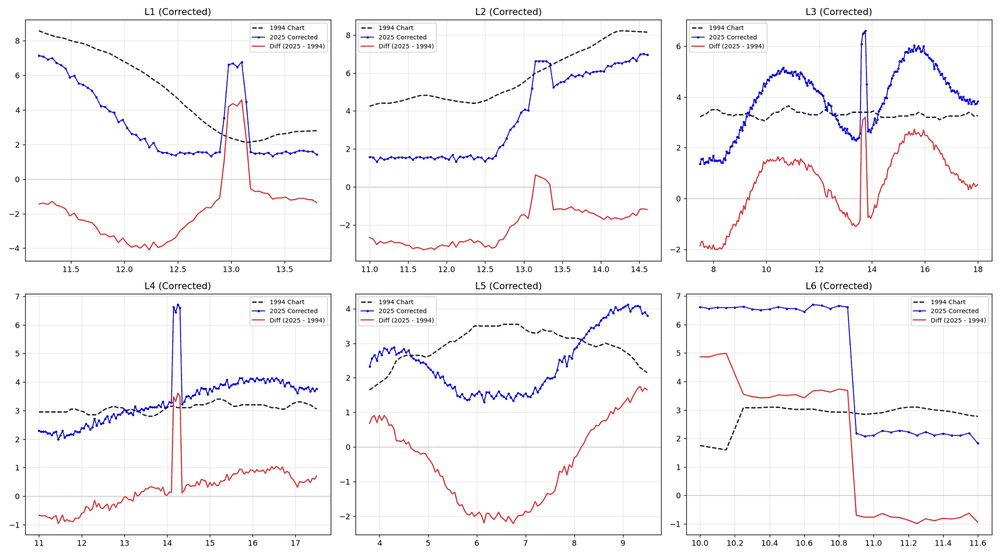 L1 (Corrected)
1994 Chart
2025 Corrected
Diff (2025 - 1994)
8
6
4
2
0
−2
−4
11.5 12.0 12.5 13.0 13.5
L2 (Corrected)
1994 Chart
2025 Corrected
Diff (2025 - 1994)
8
6
4
2
0
−2
11.0 11.5 12.0 12.5 13.0 13.5 14.0 14.5
L3 (Corrected)
1994 Chart
2025 Corrected
Diff (2025 - 1994)
6
4
2
0
−2
8 10 12 14 16 18
L4 (Corrected)
1994 Chart
2025 Corrected
Diff (2025 - 1994)
7
6
5
4
3
2
1
0
−1
11 12 13 14 15 16 17
L5 (Corrected)
1994 Chart
2025 Corrected
Diff (2025 - 1994)
4
3
2
1
0
−1
−2
4 5 6 7 8 9
L6 (Corrected)
1994 Chart
2025 Corrected
Diff (2025 - 1994)
7
6
5
4
3
2
1
0
−1
10.0 10.2 10.4 10.6 10.8 11.0 11.2 11.4 11.6